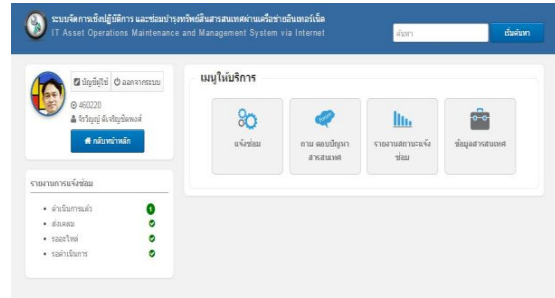 ระบบจัดการเชิงปฏิบัติการ และซ่อมบำรุงทรัพย์สินสารสนเทศผ่านเครือข่ายอินเทอร์เน็ต
IT Asset Operations Maintenance and Management System via Internet
ค้นหา
เริ่มค้นหา
บัญชีผู้ใช้
ออกจากระบบ
460220
กลับหน้าหลัก
เมนูให้บริการ
แจ้งซ่อม
ถาม ตอบปัญหา
สารสนเทศ
รายงานสถานะแจ้ง
ซ่อม
ข้อมูลสารสนเทศ
รายงานการแจ้งซ่อม
ดำเนินการแล้ว
1
ส่งเคลม
รออะไหล่
รอดำเนินการ